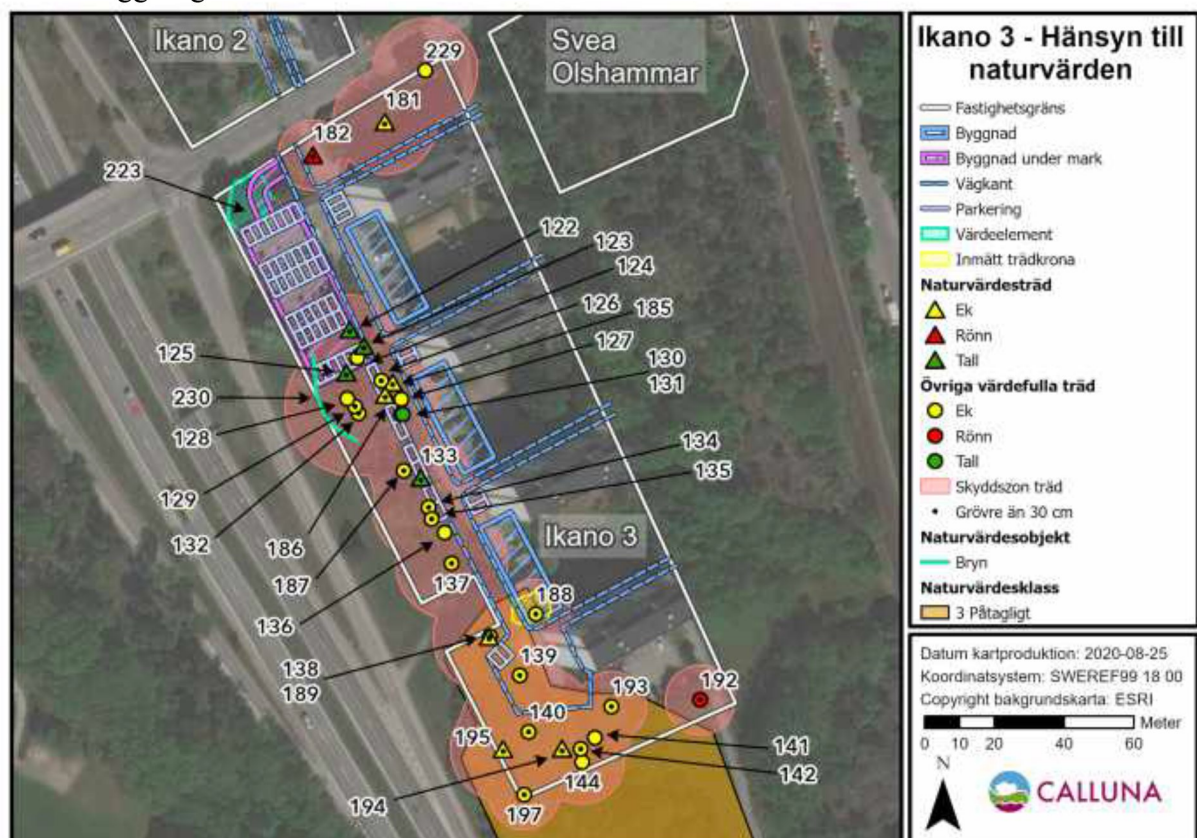 Ikano 2
Svea
Olshammar
229
181
182
223
122
123
124
126
185
127
125
130
131
230
128
134
133
135
129
132
186
187
Ikano 3
137
136
188
138
189
139
193
192
140
195
141
142
144
194
197
Ikano 3 - Hänsyn till
naturvärden
Fastighetsgräns
Byggnad
Byggnad under mark
Vägkant
Parkering
Värdeelement
Inmätt trädkrona
Naturvärdesträd
Ek
Rönn
Tall
Övriga värdefulla träd
Ek
Rönn
Tall
Skyddszon träd
Grövre än 30 cm
Naturvärdesobjekt
Bryn
Naturvärdesklass
3 Påtagligt
Datum kartproduktion: 2020-08-25
Koordinatsystem: SWEREF99 18 00
Copyright bakgrundskarta: ESRI
Meter
0 10 20 40 60
N
CALLUNA